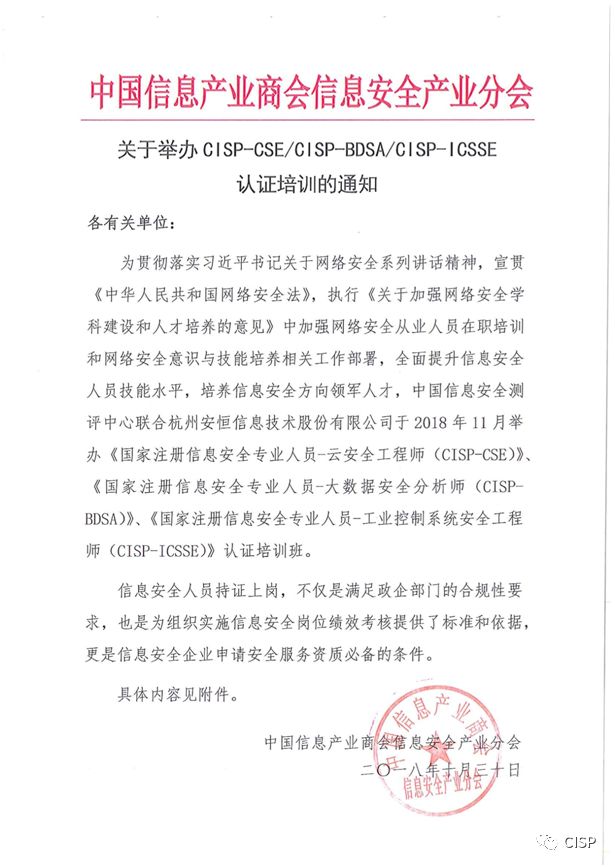 中国信息产业商会信息安全产业分会
关于举办CISP-CSE/CISP-BDSA/CISP-ICSSE
认证培训的通知
各有关单位：
为贯彻落实习近平书记关于网络安全系列讲话精神，宣贯
《中华人民共和国网络安全法》，执行《关于加强网络安全学
科建设和人才培养的意见》中加强网络安全从业人员在职培训
和网络安全意识与技能培养相关工作部署，全面提升信息安全
人员技能水平，培养信息安全方向领军人才，中国信息安全测
评中心联合杭州安恒信息技术股份有限公司于2018年11月举
办《国家注册信息安全专业人员-云安全工程师（CISP-CSE）》、
《国家注册信息安全专业人员-大数据安全分析师（CISP-
BDSA）》、《国家注册信息安全专业人员-工业控制系统安全工程
师（CISP-ICSSE）》认证培训班。
信息安全人员持证上岗，不仅是满足政企部门的合规性要
求，也是为组织实施信息安全岗位绩效考核提供了标准和依据，
更是信息安全企业申请安全服务资质必备的条件。
具体内容见附件。
中国信息产业商会信息安全产业分会
二〇一八年十月三十日
中国信息产业商会
信息安全产业分会
CISP